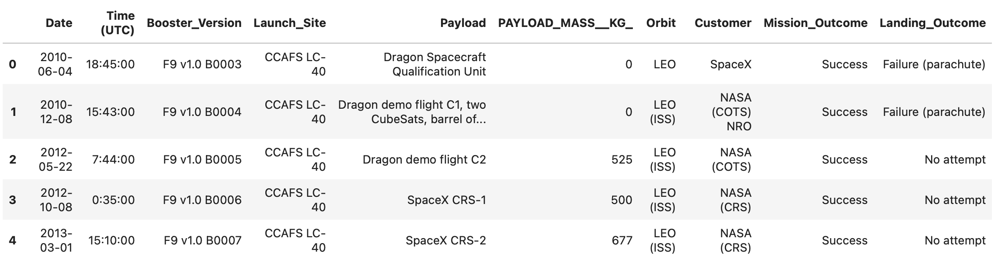 Date Time (UTC) Booster_Version Launch_Site Payload PAYLOAD_MASS__KG_ Orbit Customer Mission_Outcome Landing_Outcome
0 2010-06-04 18:45:00 F9 v1.0 B0003 CCAFS LC-40 Dragon Spacecraft Qualification Unit 0 LEO SpaceX Success Failure (parachute)
1 2010-12-08 15:43:00 F9 v1.0 B0004 CCAFS LC-40 Dragon demo flight C1, two CubeSats, barrel of... 0 LEO (ISS) NASA (COTS) NRO Success Failure (parachute)
2 2012-05-22 7:44:00 F9 v1.0 B0005 CCAFS LC-40 Dragon demo flight C2 525 LEO (ISS) NASA (COTS) Success No attempt
3 2012-10-08 0:35:00 F9 v1.0 B0006 CCAFS LC-40 SpaceX CRS-1 500 LEO (ISS) NASA (CRS) Success No attempt
4 2013-03-01 15:10:00 F9 v1.0 B0007 CCAFS LC-40 SpaceX CRS-2 677 LEO (ISS) NASA (CRS) Success No attempt